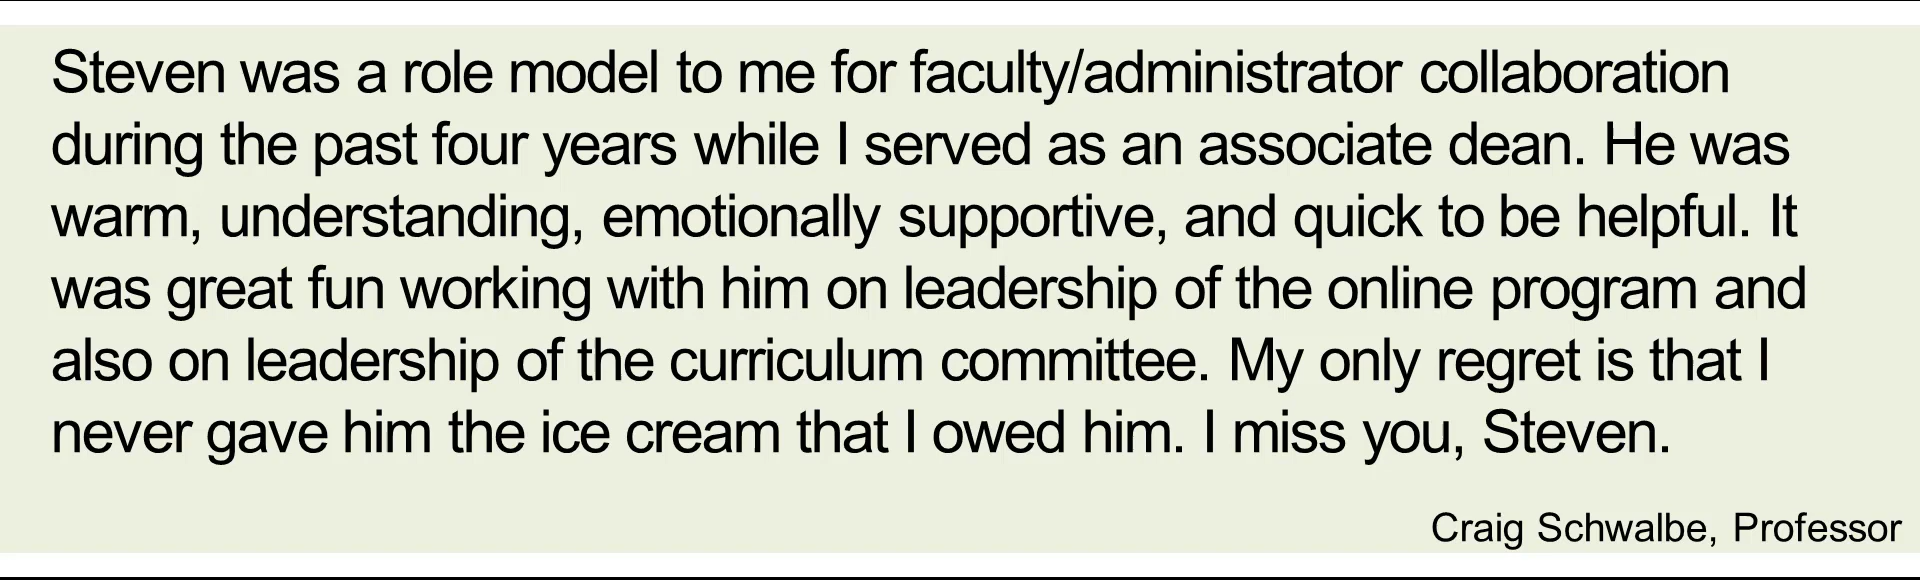 Steven was a role model to me for faculty/administrator collaboration
during the past four years while I served as an associate dean. He was
warm, understanding, emotionally supportive, and quick to be helpful. It
was great fun working with him on leadership of the online program and
also on leadership of the curriculum committee. My only regret is that I
never gave him the ice cream that I owed him. I miss you, Steven.
Craig Schwalbe, Professor